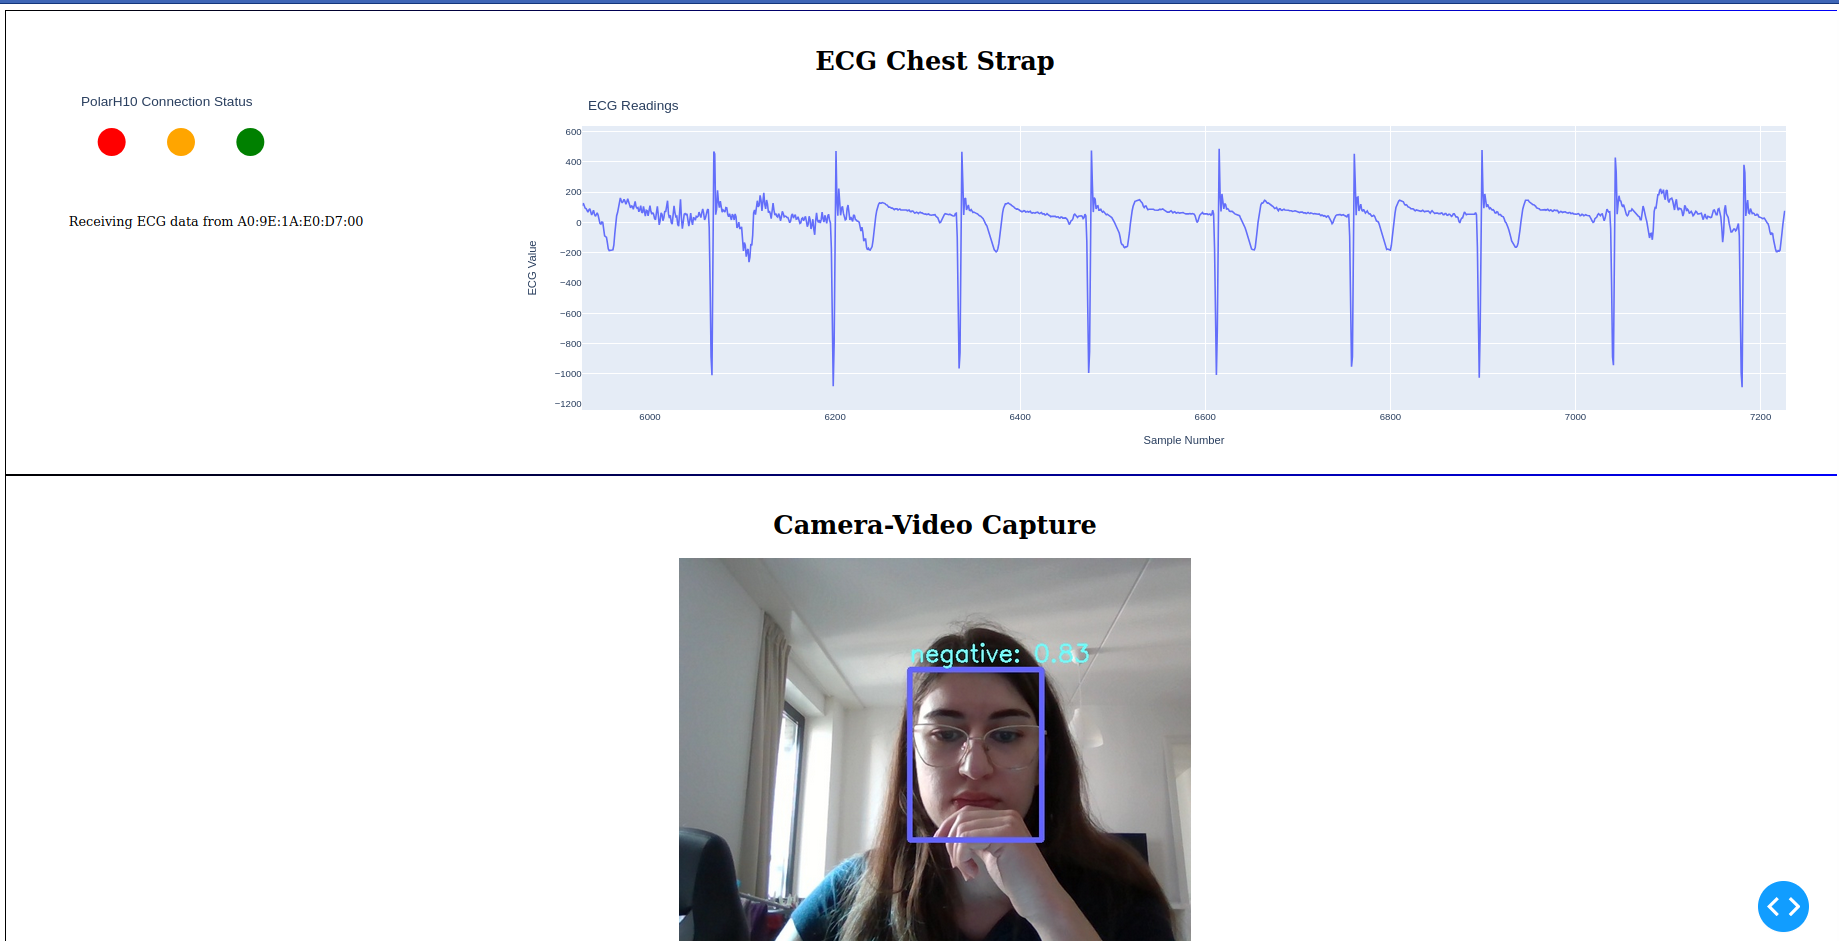 ECG Chest Strap
PolarH10 Connection Status
Receiving ECG data from A0:9E:1A:E0:D7:00
ECG Readings
600
400
200
0
−200
−400
−600
−800
−1000
−1200
ECG Value
6000 6200 6400 6600 6800 7000 7200
Sample Number
Camera-Video Capture
negative: 0.83